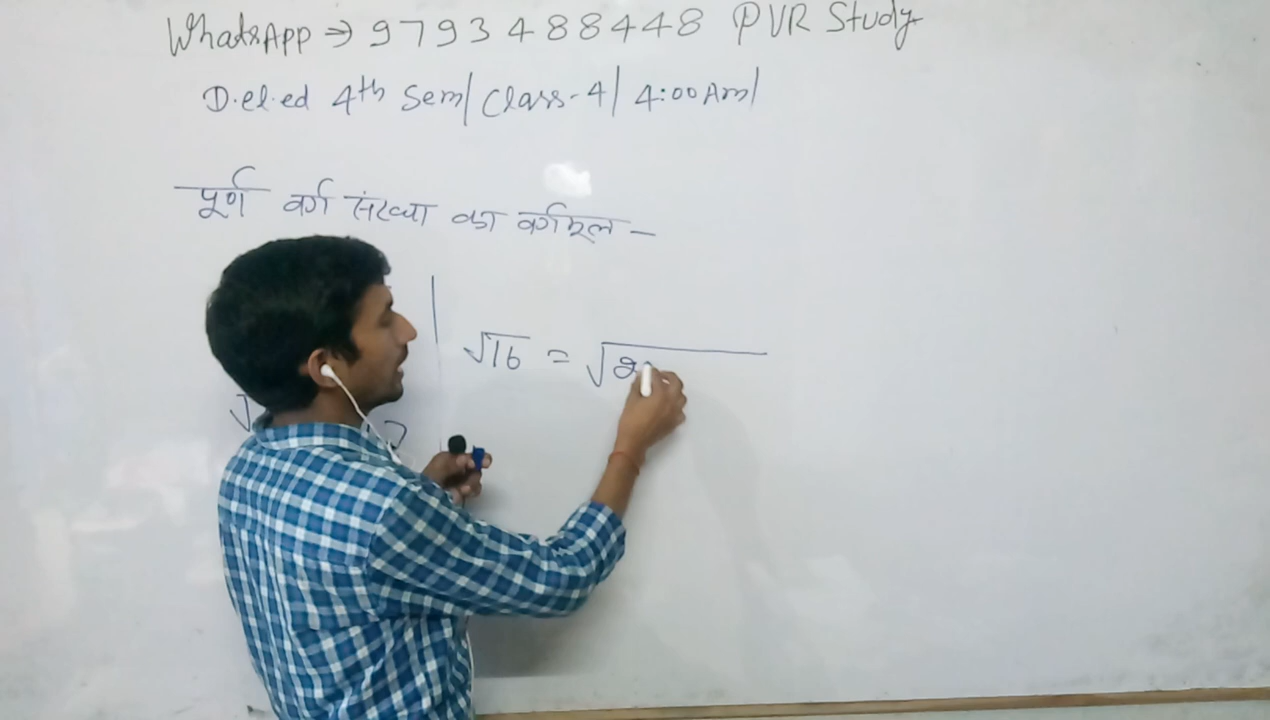 WhatsApp ⇒ 9793488448 PVR Study
D.el.ed 4th Sem/ Class-4/ 4:00 Am/
पूर्ण वर्ग संख्या का वर्गमूल –
√16 = √2